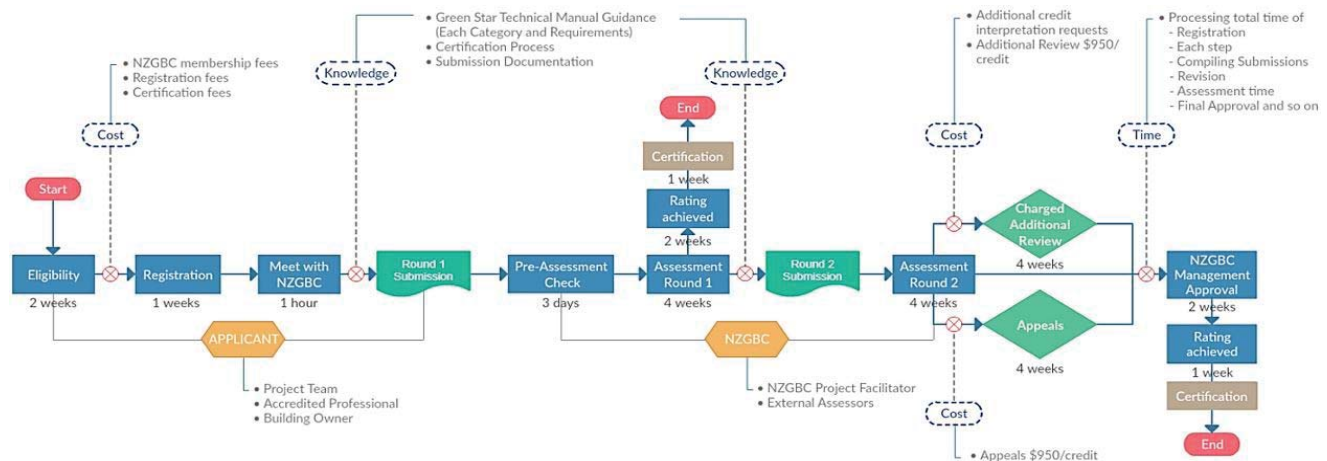 • NZGBC membership fees
• Registration fees
• Certification fees
Cost
• Green Star Technical Manual Guidance
(Each Category and Requirements)
• Certification Process
• Submission Documentation
Knowledge
Knowledge
• Additional credit
interpretation requests
• Additional Review $950/
credit
Cost
• Processing total time of
- Registration
- Each step
- Compiling Submissions
- Revision
- Assessment time
- Final Approval and so on
Time
Start
Eligibility
2 weeks
Registration
1 weeks
Meet with
NZGBC
1 hour
Round 1
Submission
Pre-Assessment
Check
3 days
End
Certification
1 week
Rating
achieved
2 weeks
Assessment
Round 1
4 weeks
Round 2
Submission
Assessment
Round 2
4 weeks
Charged
Additional
Review
4 weeks
Appeals
4 weeks
NZGBC
Management
Approval
2 weeks
Rating
achieved
1 week
Certification
End
APPLICANT
• Project Team
• Accredited Professional
• Building Owner
NZGBC
• NZGBC Project Facilitator
• External Assessors
Cost
• Appeals $950/credit